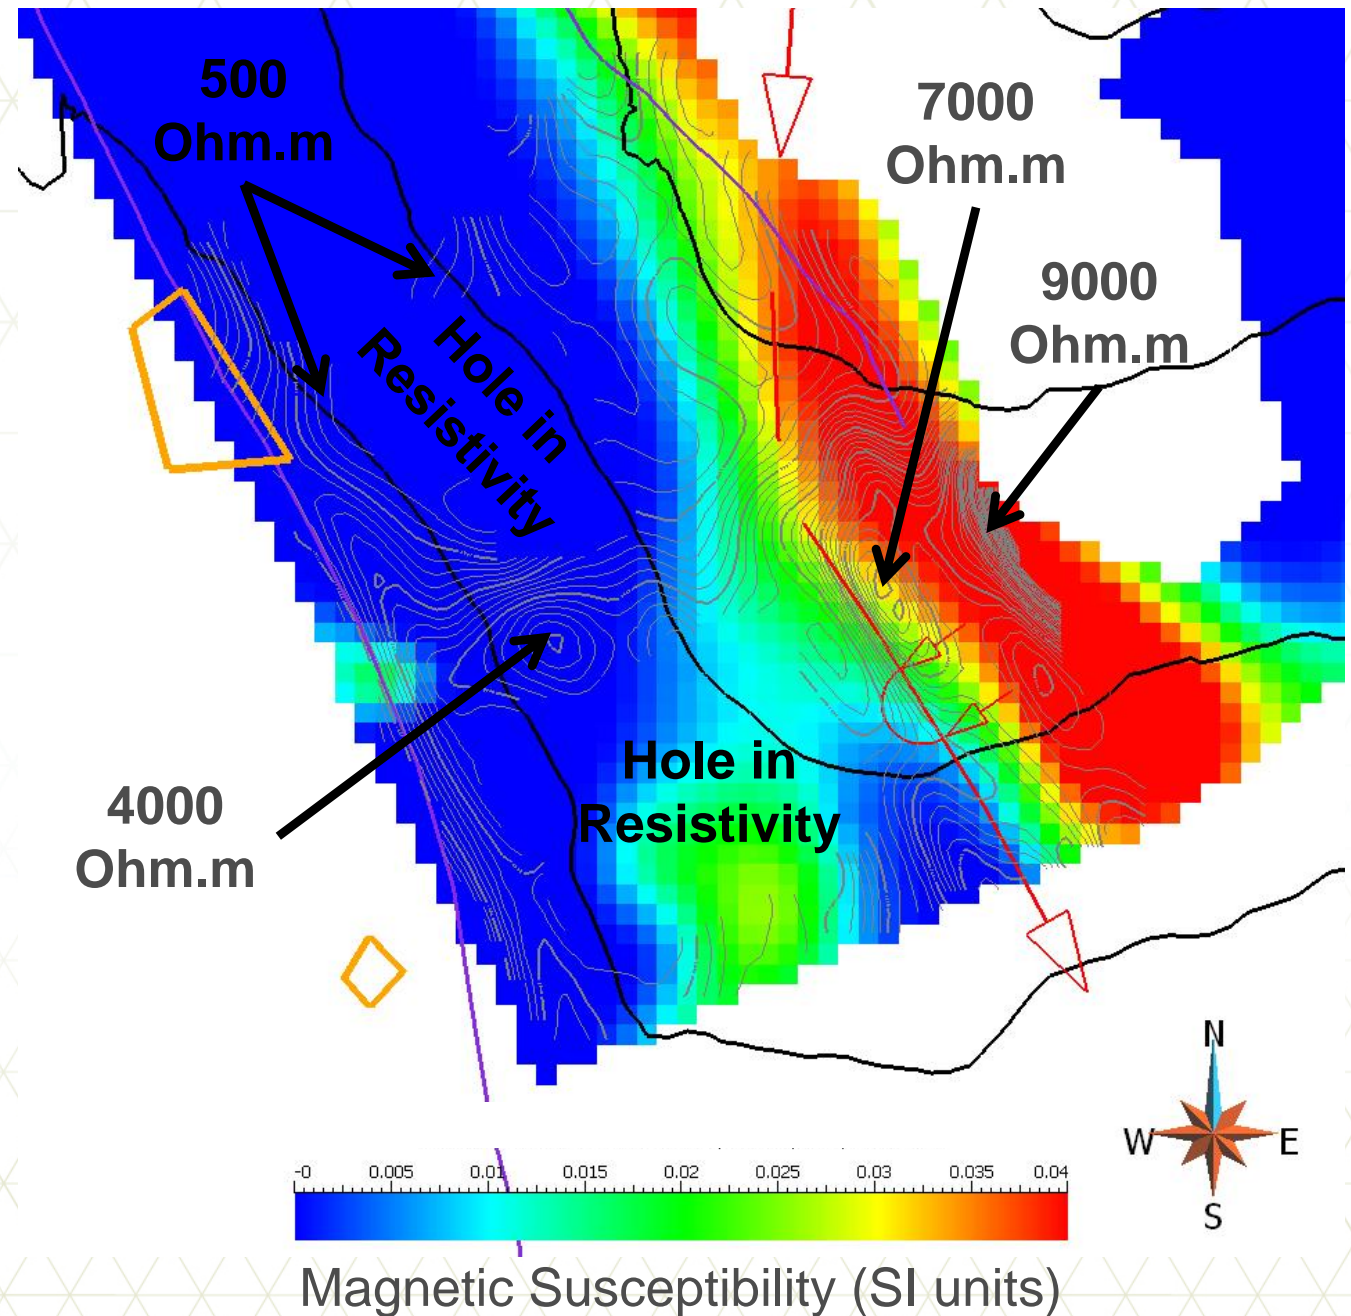 500
Ohm.m
7000
Ohm.m
9000
Ohm.m
Hole in
Resistivity
Hole in
Resistivity
4000
Ohm.m
N
W
E
S
-0 0.005 0.01 0.015 0.02 0.025 0.03 0.035 0.04
Magnetic Susceptibility (SI units)